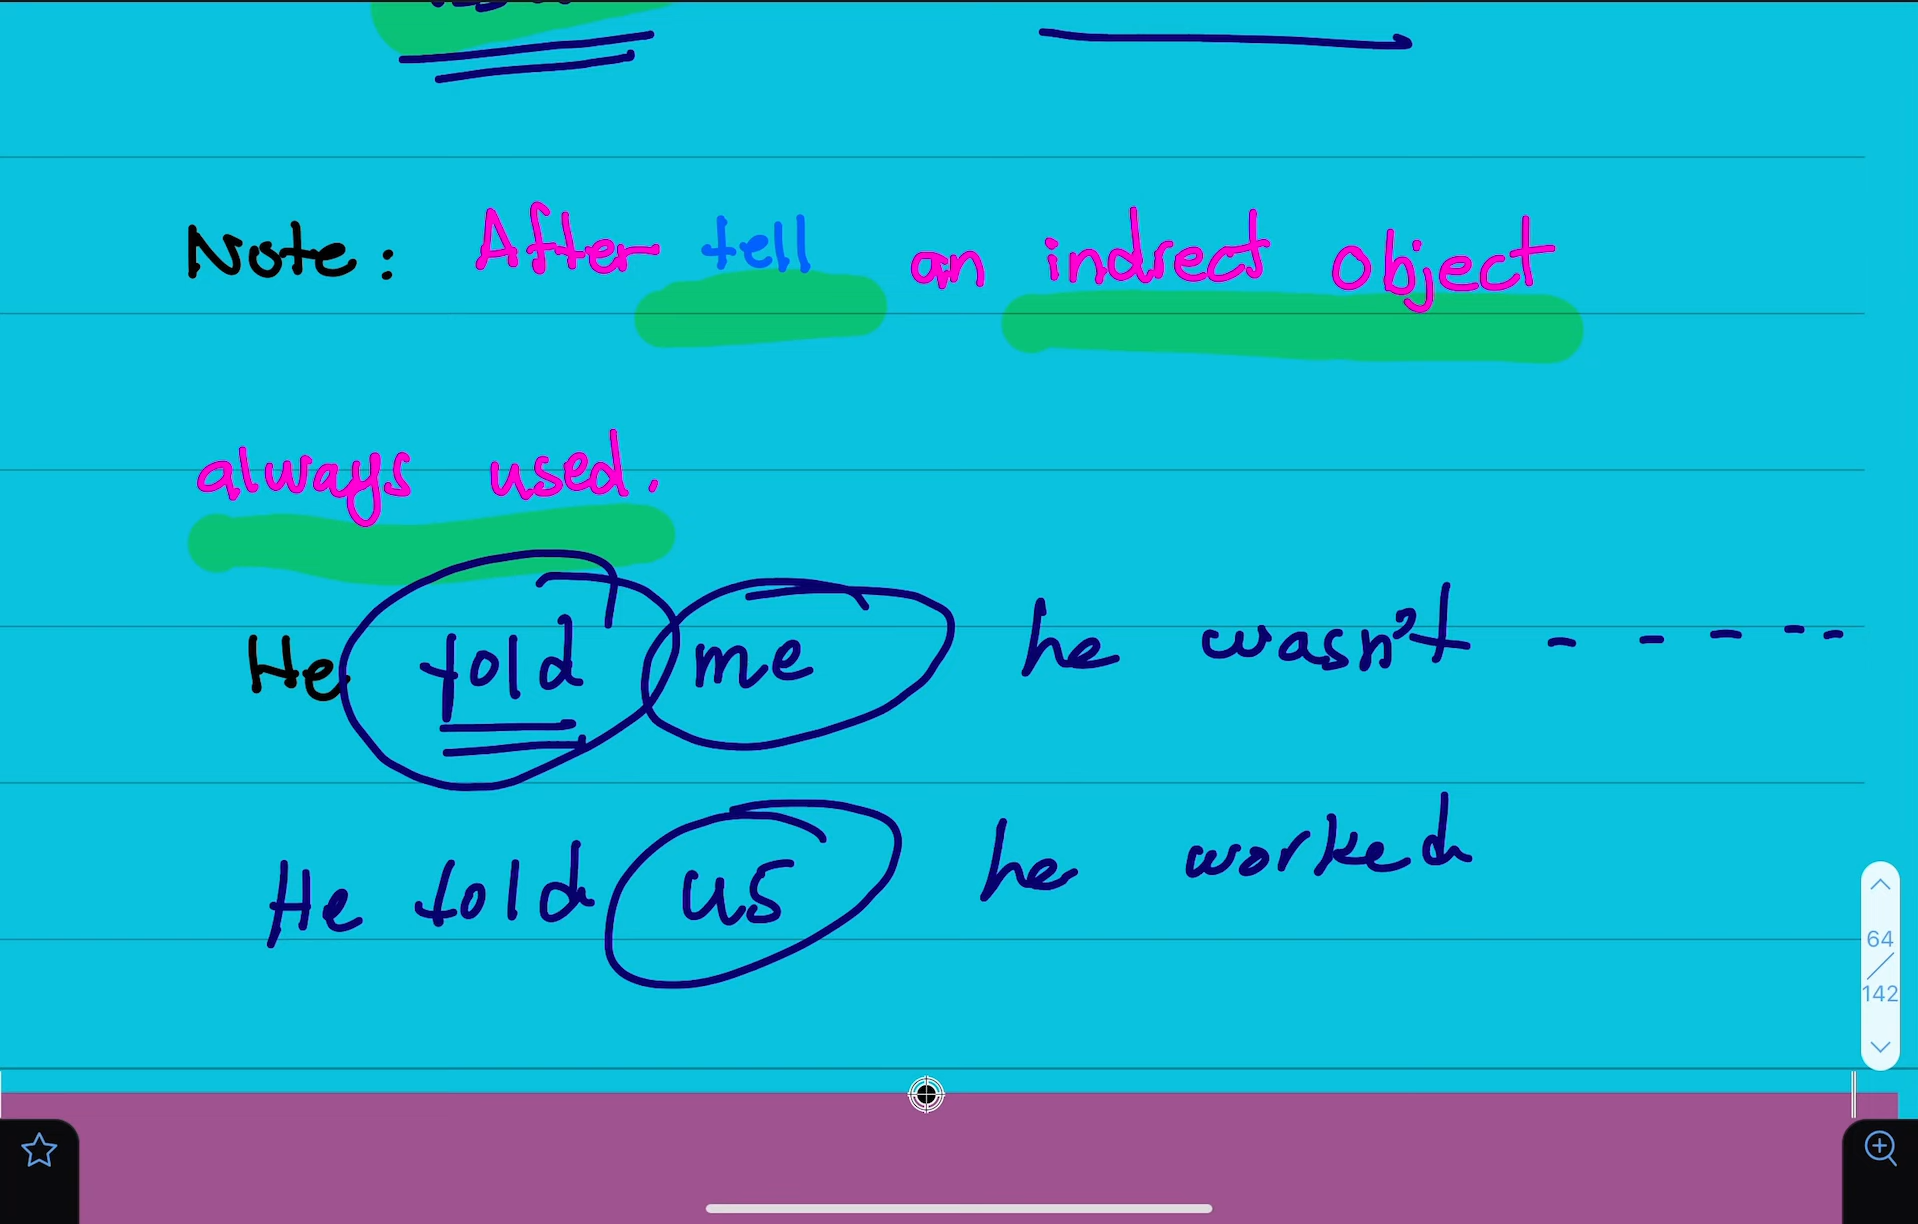 Note: After tell an indrect object
always used.
He told me he wasn't - - - - -
He told us he worked
64
142